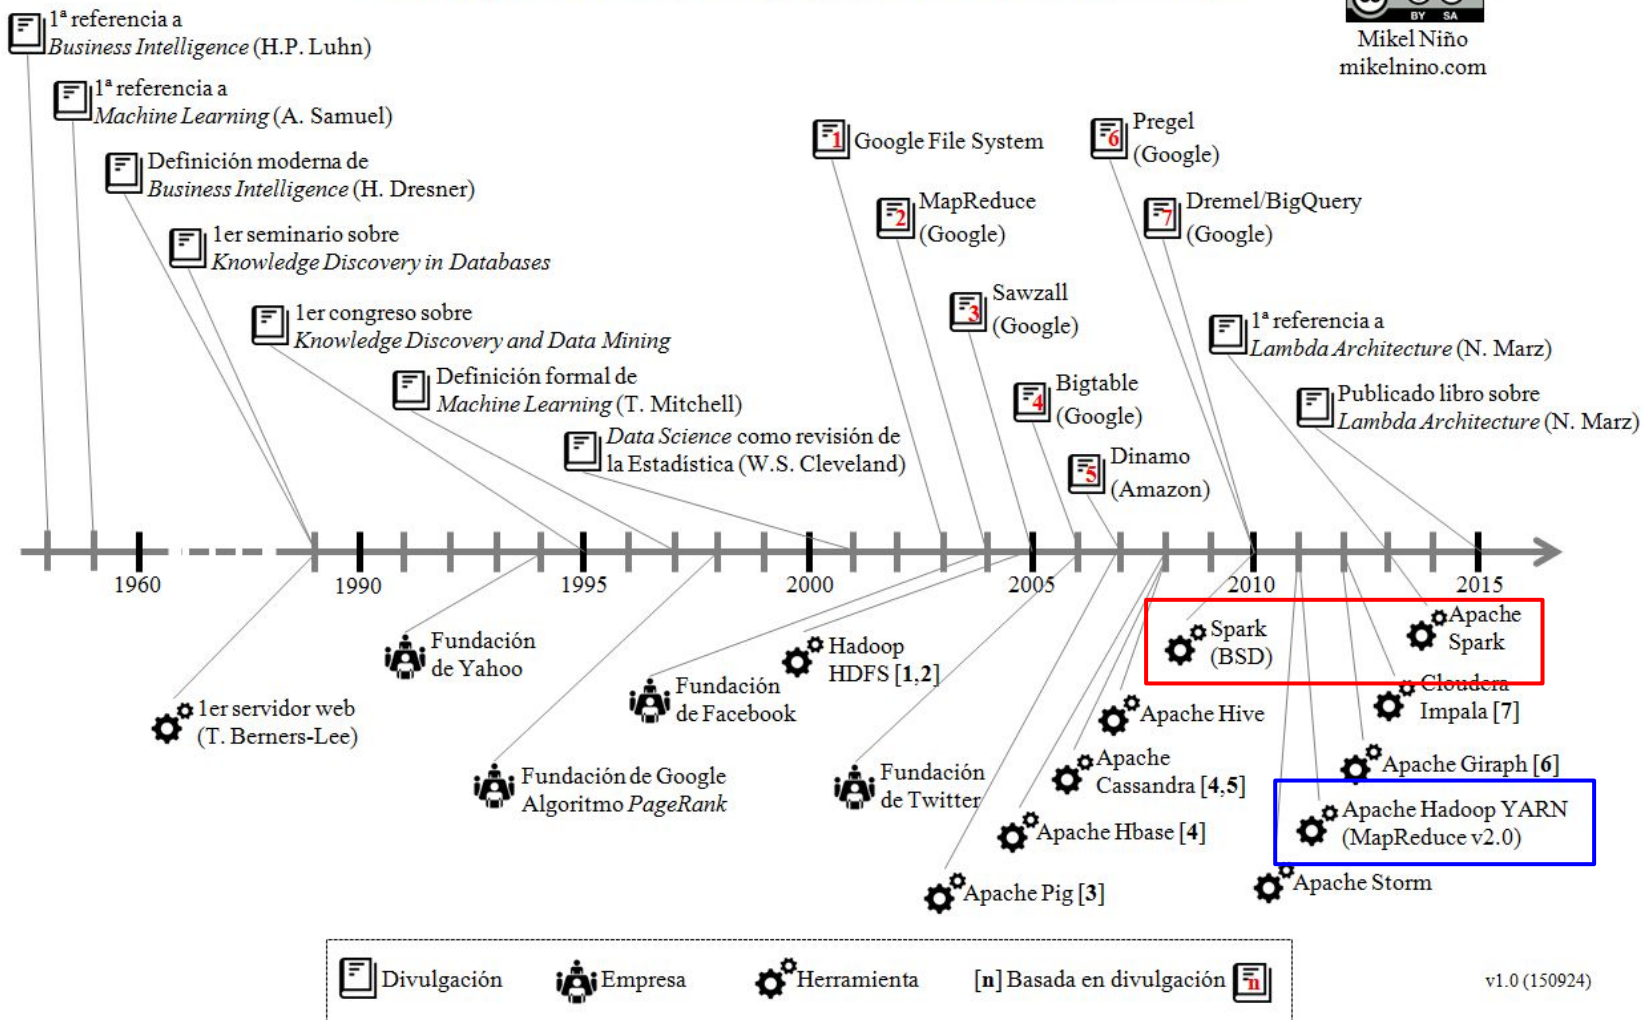 1ª referencia a
Business Intelligence (H.P. Luhn)
BY SA
Mikel Niño
mikelnino.com
1ª referencia a
Machine Learning (A. Samuel)
Definición moderna de
Business Intelligence (H. Dresner)
1er seminario sobre
Knowledge Discovery in Databases
1er congreso sobre
Knowledge Discovery and Data Mining
Definición formal de
Machine Learning (T. Mitchell)
Data Science como revisión de
la Estadística (W.S. Cleveland)
1 Google File System
2 MapReduce
(Google)
3 Sawzall
(Google)
4 Bigtable
(Google)
5 Dinamo
(Amazon)
6 Pregel
(Google)
7 Dremel/BigQuery
(Google)
1ª referencia a
Lambda Architecture (N. Marz)
Publicado libro sobre
Lambda Architecture (N. Marz)
1960 1990 1995 2000 2005 2010 2015
1er servidor web
(T. Berners-Lee)
Fundación
de Yahoo
Fundación de Google
Algoritmo PageRank
Fundación
de Facebook
Hadoop
HDFS [1,2]
Fundación
de Twitter
Apache Pig [3]
Apache Hbase [4]
Apache
Cassandra [4,5]
Apache Hive
Spark
(BSD)
Apache
Spark
Cloudera
Impala [7]
Apache Giraph [6]
Apache Hadoop YARN
(MapReduce v2.0)
Apache Storm
Divulgación
Empresa
Herramienta
[n] Basada en divulgación n
v1.0 (150924)